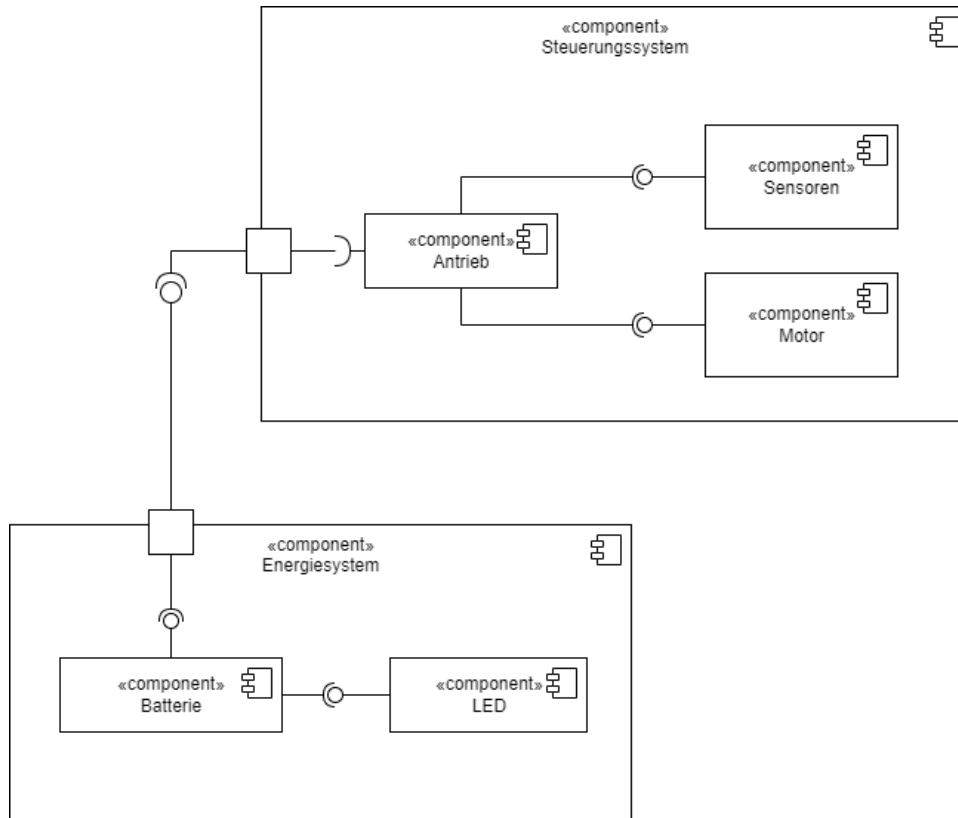 «component»
Steuerungssystem
«component»
Sensoren
«component»
Antrieb
«component»
Motor
«component»
Energiesystem
«component»
Batterie
«component»
LED